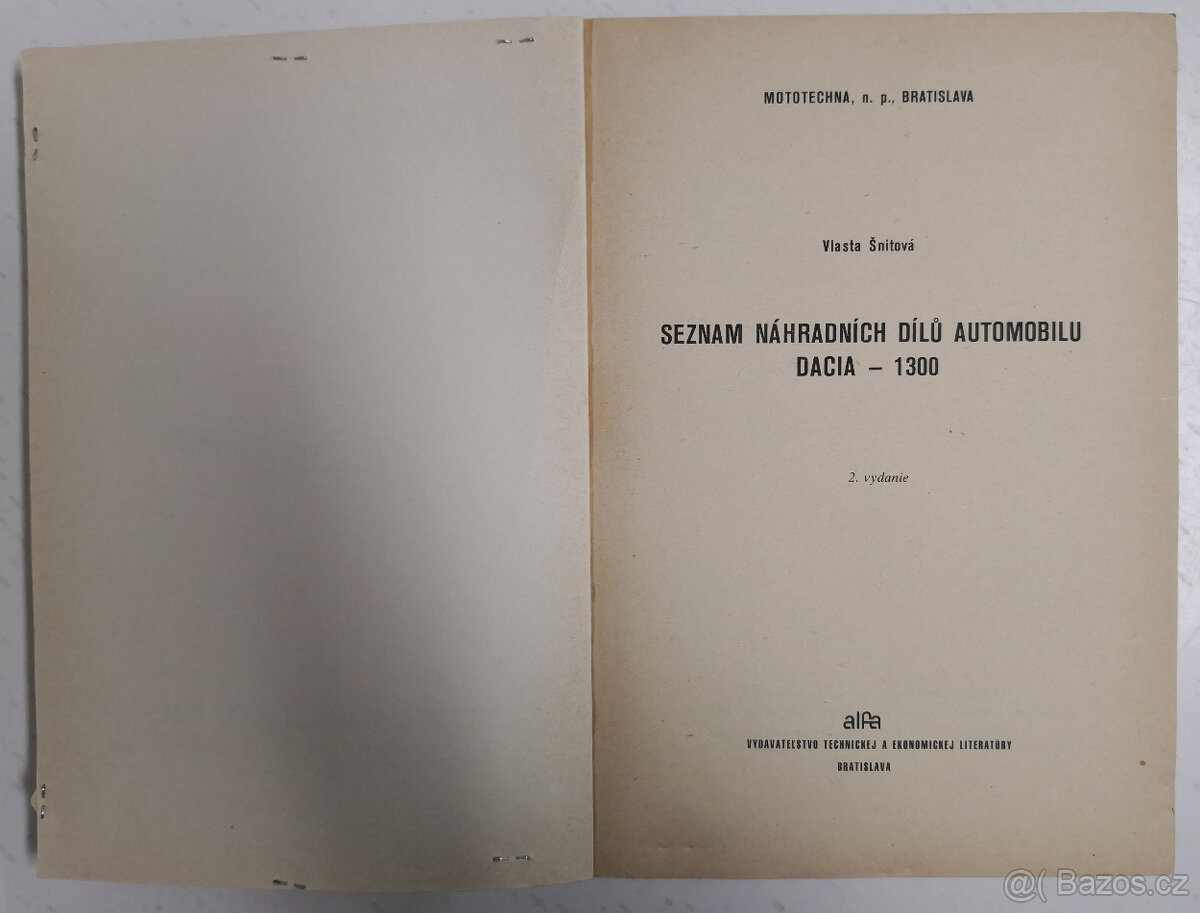 MOTOTECHNA, n. p., BRATISLAVA
Vlasta Šnitová
SEZNAM NÁHRADNÍCH DÍLŮ AUTOMOBILU
DACIA – 1300
2. vydanie
alfa
VYDAVATEĽSTVO TECHNICKEJ A EKONOMICKEJ LITERATÚRY
BRATISLAVA
@( Bazos.cz